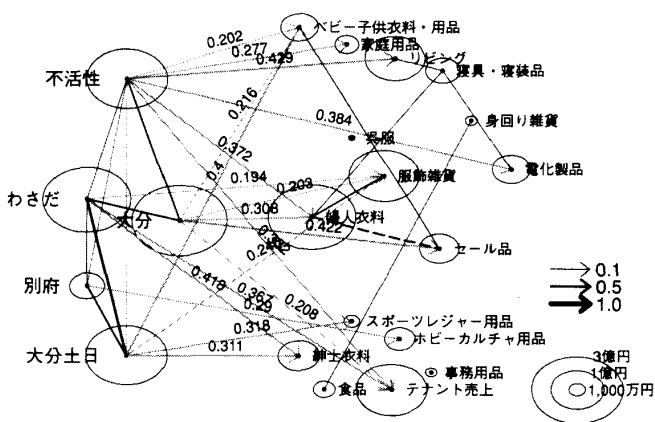 ベビー子供衣料・用品
0.202
家庭用品
0.277
リビング
0.429
寝具・寝装品
不活性
0.216
身回り雑貨
0.384
呉服
0.372
0.4
電化製品
0.194
服飾雑貨
0.203
わさだ
大分
0.308
婦人衣料
0.422
セール品
0.418
別府
0.367
0.29
0.208
0.1
0.5
1.0
スポーツレジャー用品
0.318
ホビーカルチャ用品
0.311
大分土日
紳士衣料
事務用品
食品
テナント売上
3億円
1億円
1,000万円